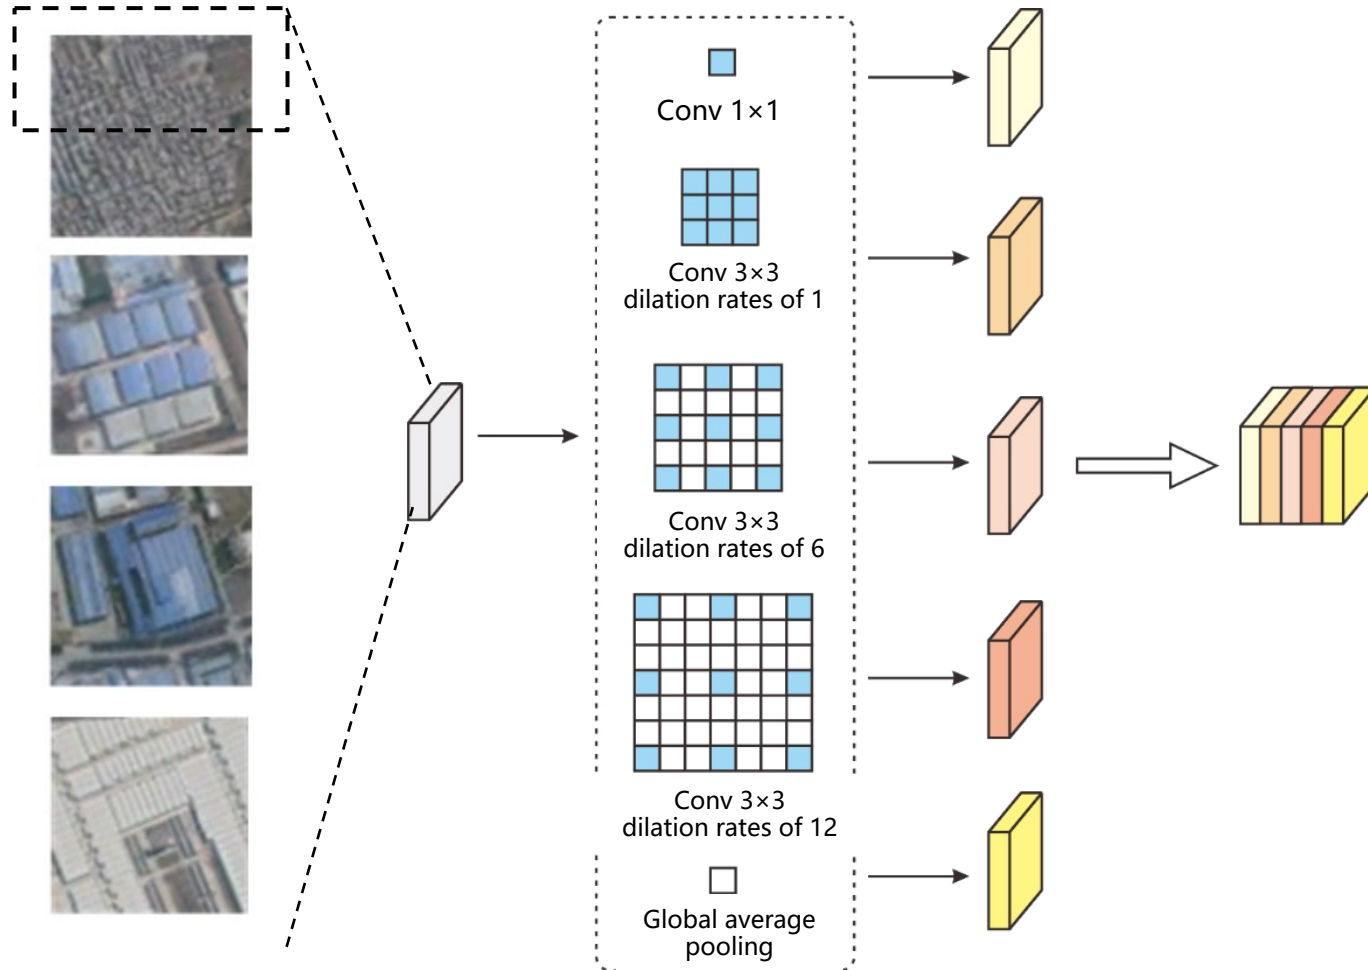 Conv 1×1
Conv 3×3
dilation rates of 1
Conv 3×3
dilation rates of 6
Conv 3×3
dilation rates of 12
Global average
pooling